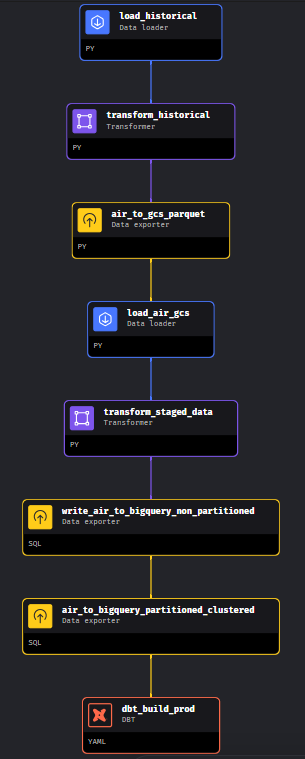 load_historical
Data loader
PY
transform_historical
Transformer
PY
air_to_gcs_parquet
Data exporter
PY
load_air_gcs
Data loader
PY
transform_staged_data
Transformer
PY
write_air_to_bigquery_non_partitioned
Data exporter
SQL
air_to_bigquery_partitioned_clustered
Data exporter
SQL
dbt_build_prod
DBT
YAML